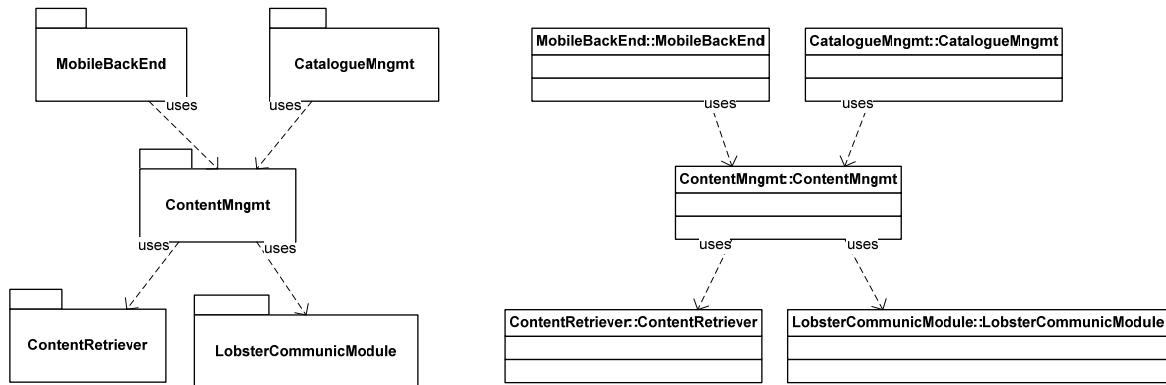 MobileBackEnd
CatalogueMngmt
uses
uses
ContentMngmt
uses
uses
ContentRetriever
LobsterCommunicModule
MobileBackEnd::MobileBackEnd
CatalogueMngmt::CatalogueMngmt
uses
uses
ContentMngmt::ContentMngmt
uses
uses
ContentRetriever::ContentRetriever
LobsterCommunicModule::LobsterCommunicModule